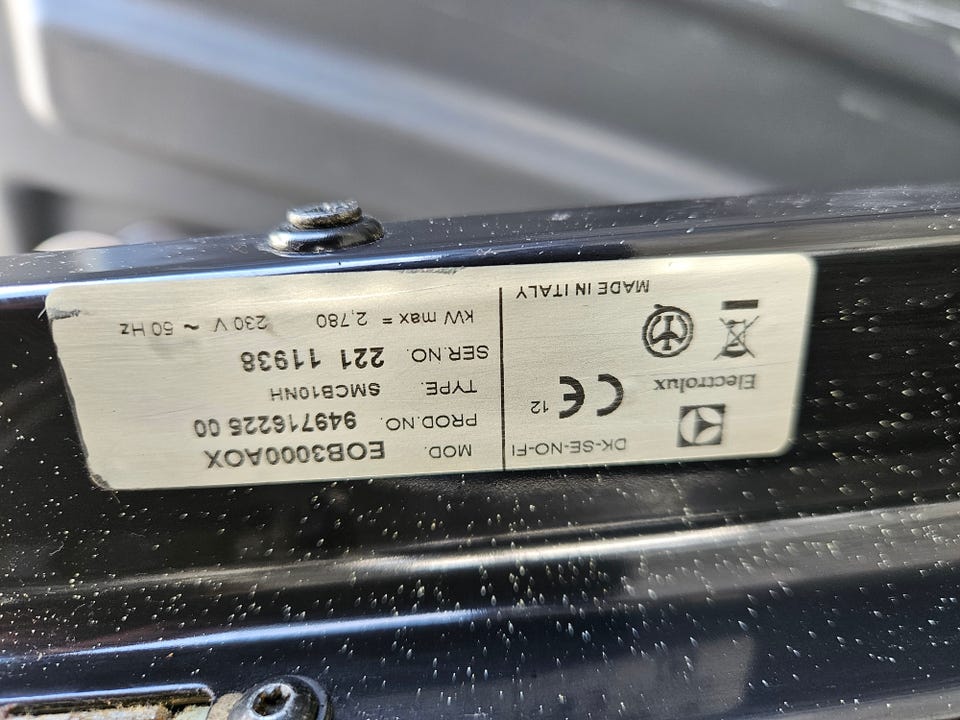 DK-SE-NO-FI
Electrolux
CE 12
MADE IN ITALY
MOD. EOB3000AOX
PROD.NO. 949716225 00
TYPE. SMCB10NH
SER.NO. 221 11938
kW max = 2,780 230 V ~ 50 Hz